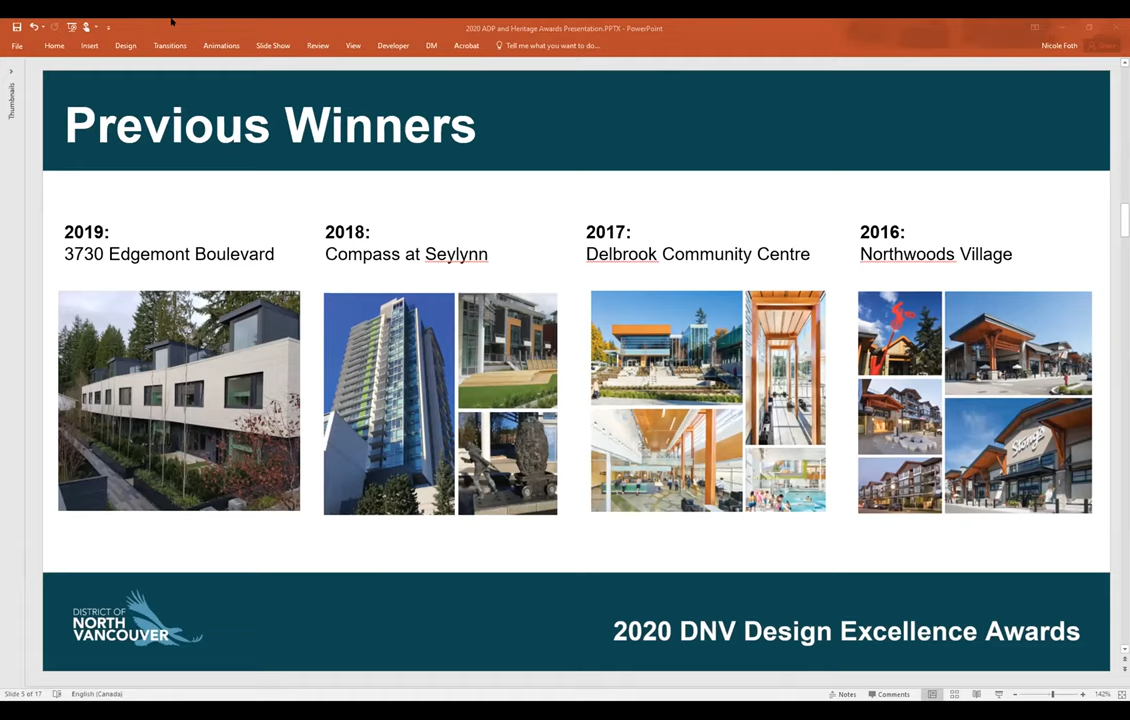 2020 ADP and Heritage Awards Presentation.PPTX - PowerPoint
File Home Insert Design Transitions Animations Slide Show Review View Developer DM Acrobat Tell me what you want to do... Nicole Foth Share
Thumbnails
Previous Winners
2019:
3730 Edgemont Boulevard
2018:
Compass at Seylynn
2017:
Delbrook Community Centre
2016:
Northwoods Village
Stong's
DISTRICT OF
NORTH
VANCOUVER
2020 DNV Design Excellence Awards
Slide 5 of 17 English (Canada) Notes Comments 142%